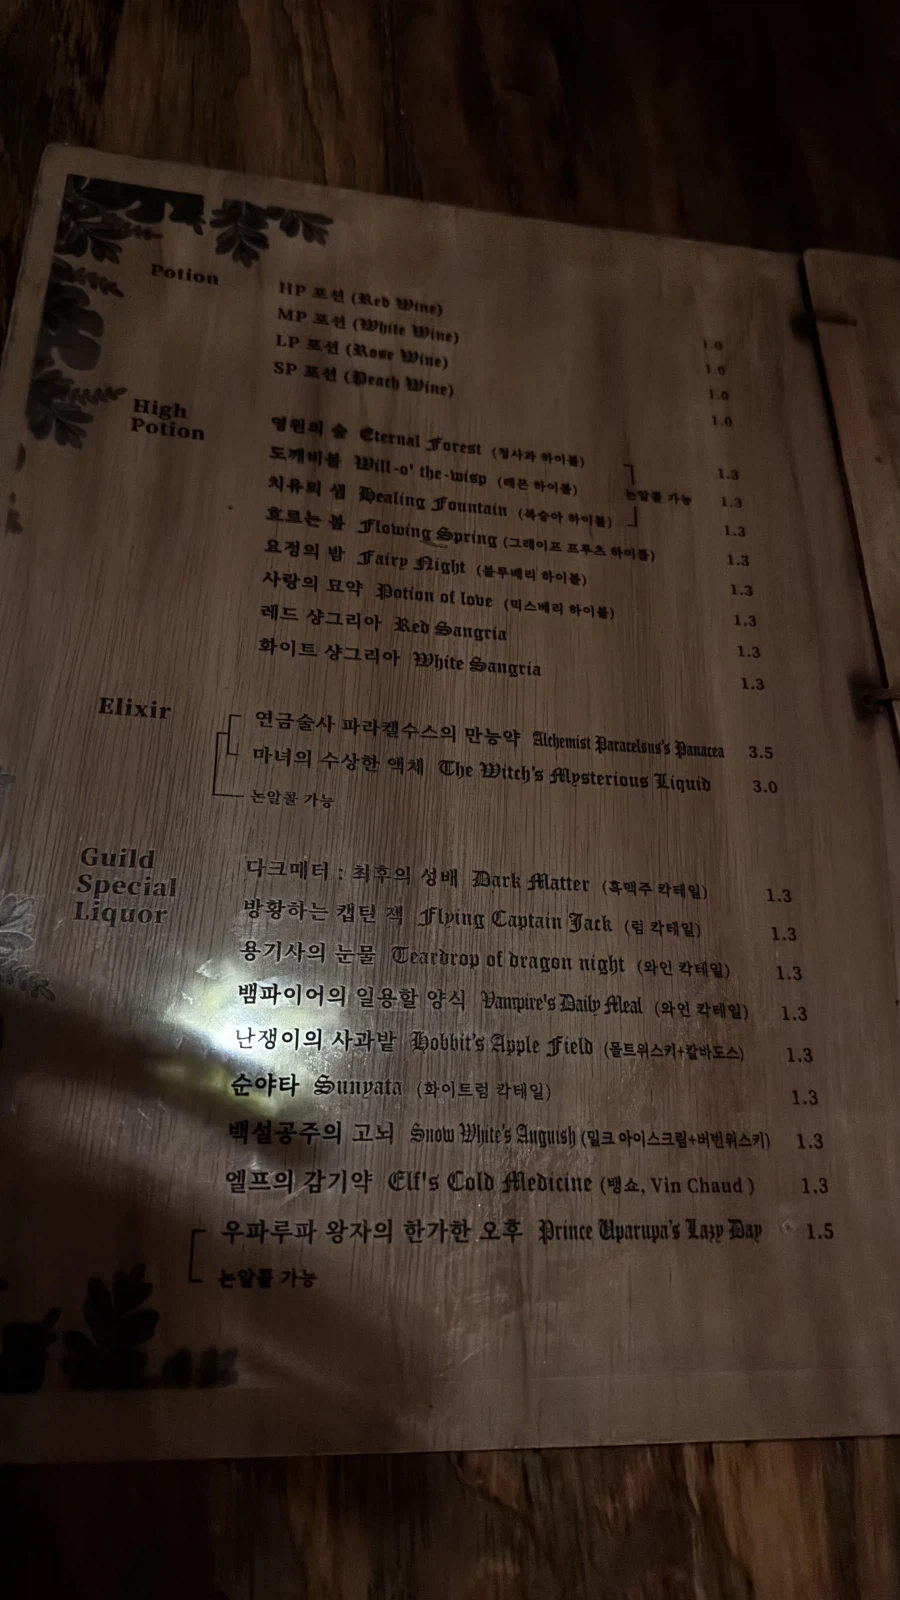 Potion
HP 포션 (Red Wine) 1.0
MP 포션 (White Wine) 1.0
LP 포션 (Rose Wine) 1.0
SP 포션 (Peach Wine) 1.0
High
Potion
영원의 숲 Eternal Forest (청사과 하이볼) 1.3
도깨비불 Will-o' the-wisp (레몬 하이볼) 1.3
논알콜 가능
치유의 샘 Healing Fountain (복숭아 하이볼) 1.3
흐르는 봄 Flowing Spring (그레이프 프루츠 하이볼) 1.3
요정의 밤 Fairy Night (블루베리 하이볼) 1.3
사랑의 묘약 Potion of love (믹스베리 하이볼) 1.3
레드 샹그리아 Red Sangria 1.3
화이트 샹그리아 White Sangria 1.3
Elixir
연금술사 파라켈수스의 만능약 Alchemist Paracelsus's Panacea 3.5
마녀의 수상한 액체 The Witch's Mysterious Liquid 3.0
논알콜 가능
Guild
Special
Liquor
다크매터 : 최후의 성배 Dark Matter (흑맥주 칵테일) 1.3
방황하는 캡틴 잭 Flying Captain Jack (럼 칵테일) 1.3
용기사의 눈물 Teardrop of dragon night (와인 칵테일) 1.3
뱀파이어의 일용할 양식 Vampire's Daily Meal (와인 칵테일) 1.3
난쟁이의 사과밭 Hobbit's Apple Field (몰트위스키+칼바도스) 1.3
순야타 Sunyata (화이트럼 칵테일) 1.3
백설공주의 고뇌 Snow White's Anguish (밀크 아이스크림+버번위스키) 1.3
엘프의 감기약 Elf's Cold Medicine (뱅쇼, Vin Chaud ) 1.3
우파루파 왕자의 한가한 오후 Prince Uparupa's Lazy Day 1.5
논알콜 가능